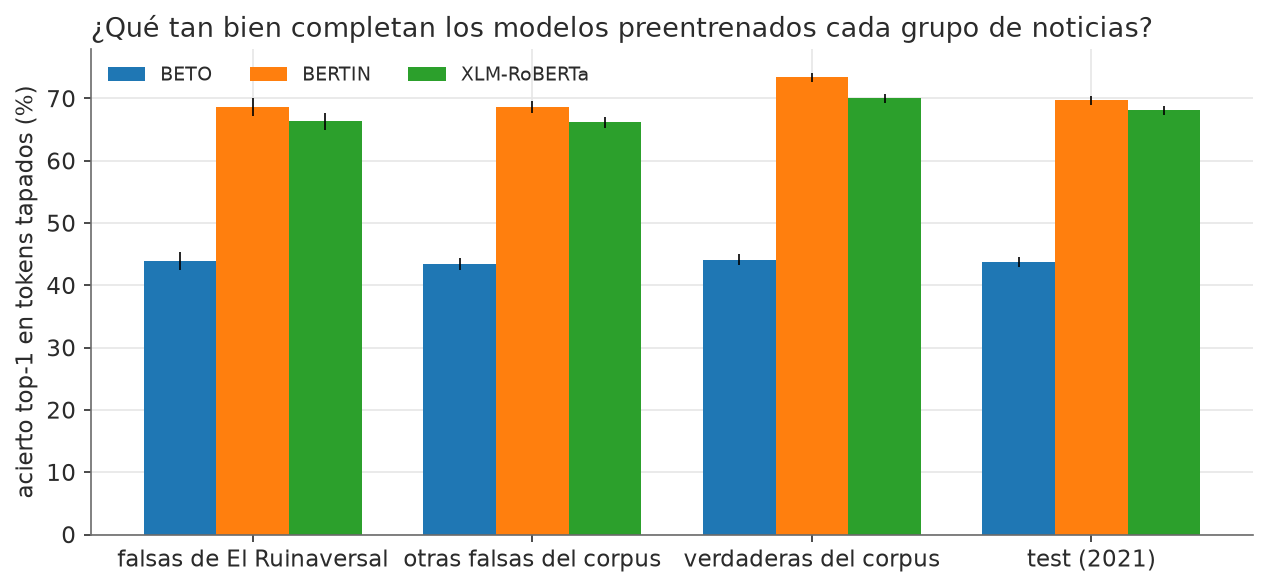 ¿Qué tan bien completan los modelos preentrenados cada grupo de noticias?
BETO BERTIN XLM-RoBERTa
acierto top-1 en tokens tapados (%)
70
60
50
40
30
20
10
0
falsas de El Ruinaversal otras falsas del corpus verdaderas del corpus test (2021)